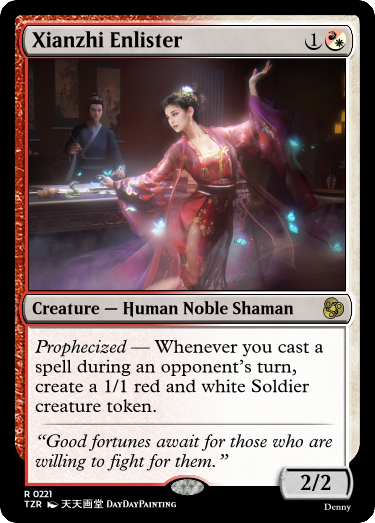 Xianzhi Enlister 1
Creature — Human Noble Shaman
Prophecized — Whenever you cast a
spell during an opponent's turn,
create a 1/1 red and white Soldier
creature token.
“Good fortunes await for those who are
willing to fight for them.”
2/2
R 0221
TZR 天天画堂 DAYDAYPAINTING
Denny